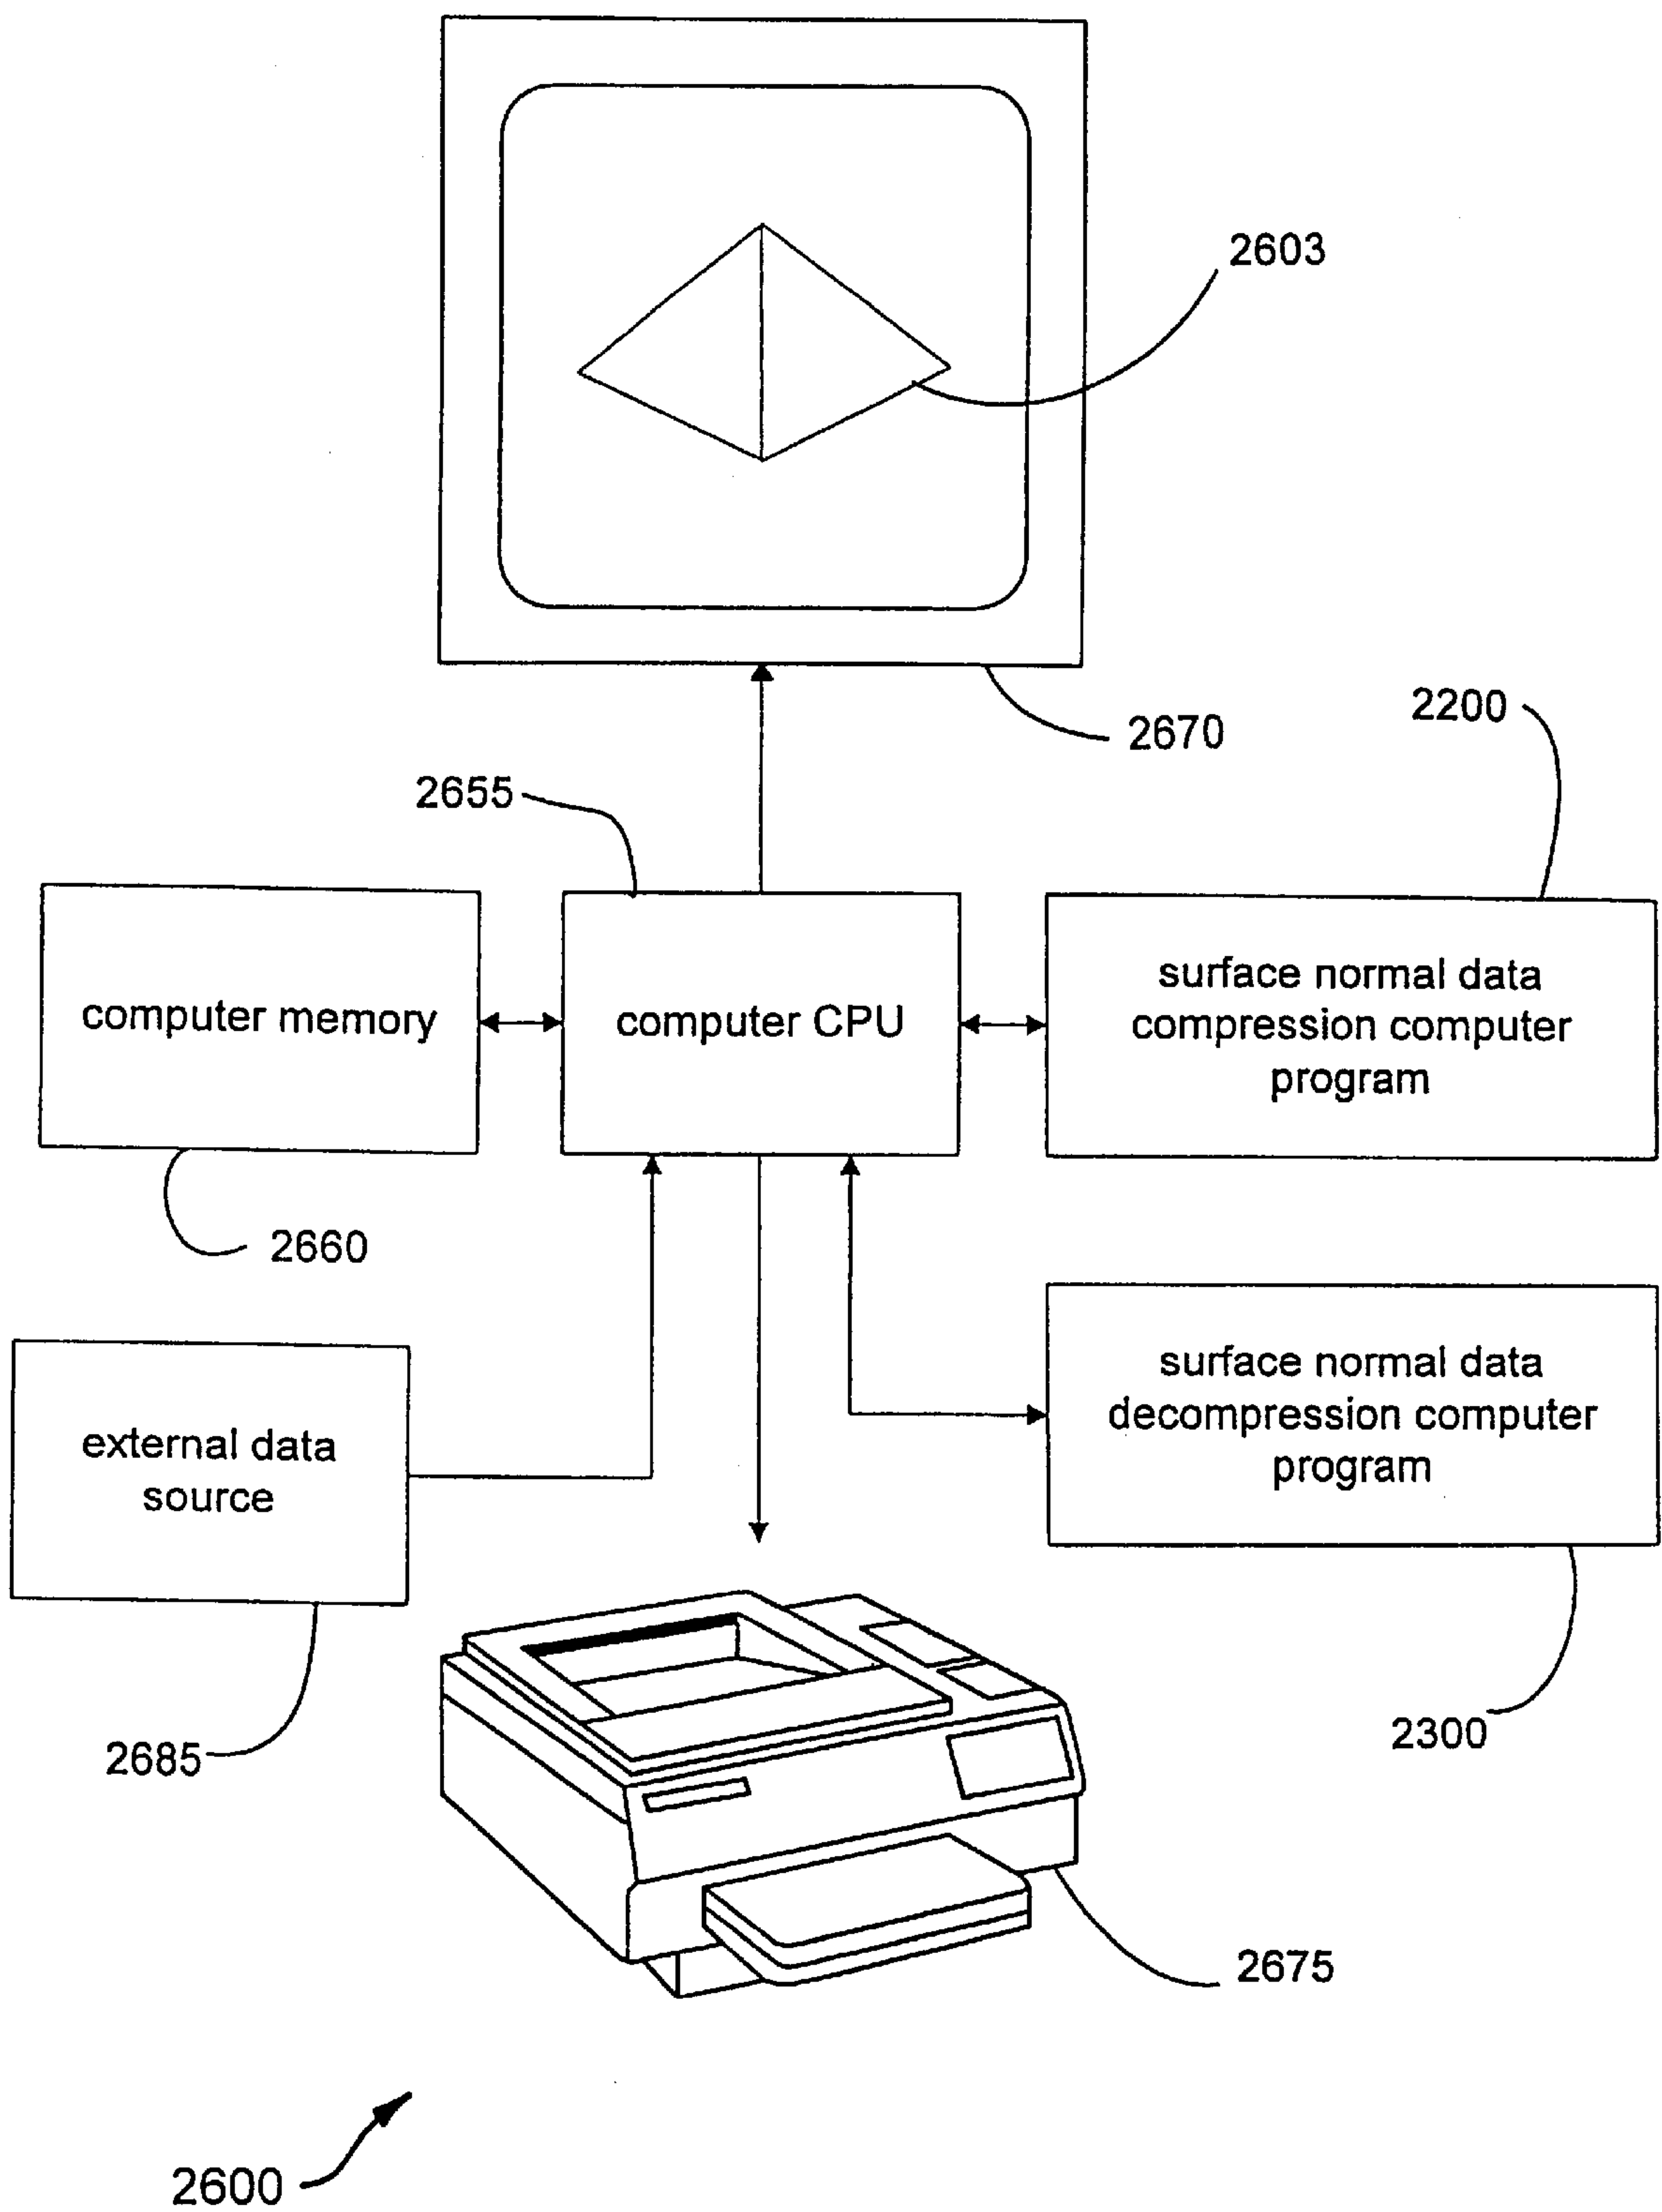 2603
2670
2200
2655
computer memory
computer CPU
surface normal data
compression computer
program
2660
external data
source
surface normal data
decompression computer
program
2685
2300
2675
2600